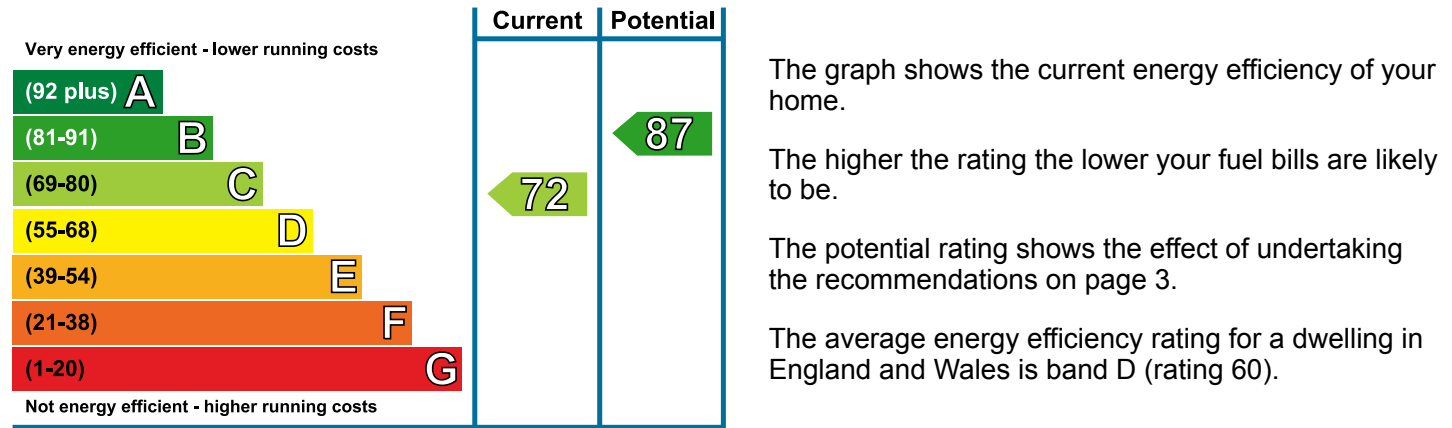 Current Potential
Very energy efficient - lower running costs
(92 plus) A
(81-91) B
87
(69-80) C
72
(55-68) D
(39-54) E
(21-38) F
(1-20) G
Not energy efficient - higher running costs
The graph shows the current energy efficiency of your
home.
The higher the rating the lower your fuel bills are likely
to be.
The potential rating shows the effect of undertaking
the recommendations on page 3.
The average energy efficiency rating for a dwelling in
England and Wales is band D (rating 60).